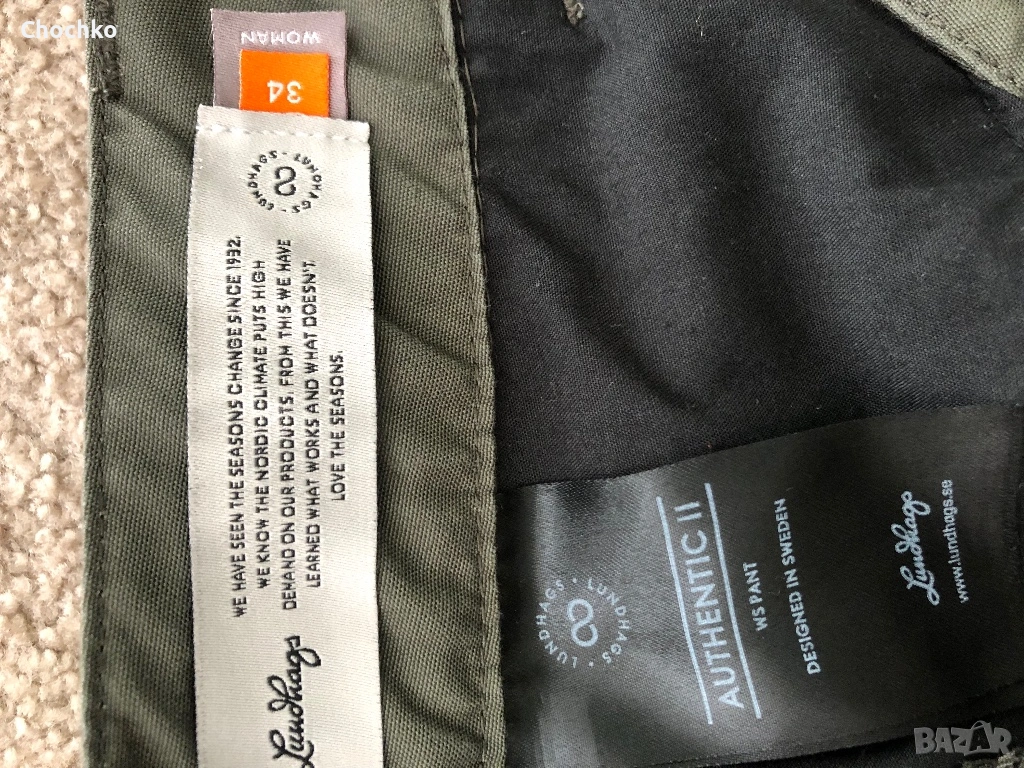 Chochko
WOMAN
34
LUNDHAGS · LUNDHAGS ·
WE HAVE SEEN THE SEASONS CHANGE SINCE 1932.
WE KNOW THE NORDIC CLIMATE PUTS HIGH
DEMAND ON OUR PRODUCTS. FROM THIS WE HAVE
LEARNED WHAT WORKS AND WHAT DOESN'T.
LOVE THE SEASONS.
Lundhags
LUNDHAGS · LUNDHAGS ·
AUTHENTIC II
WS PANT
DESIGNED IN SWEDEN
Lundhags
www.lundhags.se
BAZAR